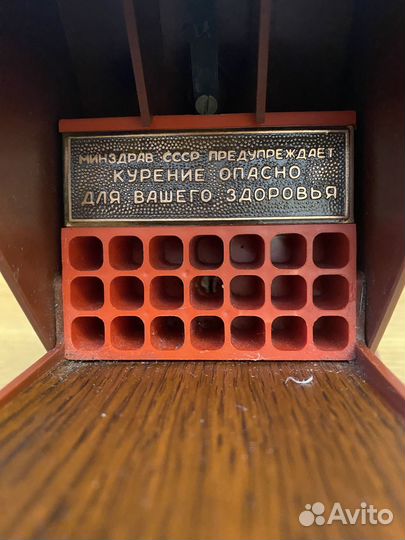 МИНЗДРАВ СССР ПРЕДУПРЕЖДАЕТ
КУРЕНИЕ ОПАСНО
ДЛЯ ВАШЕГО ЗДОРОВЬЯ
Avito